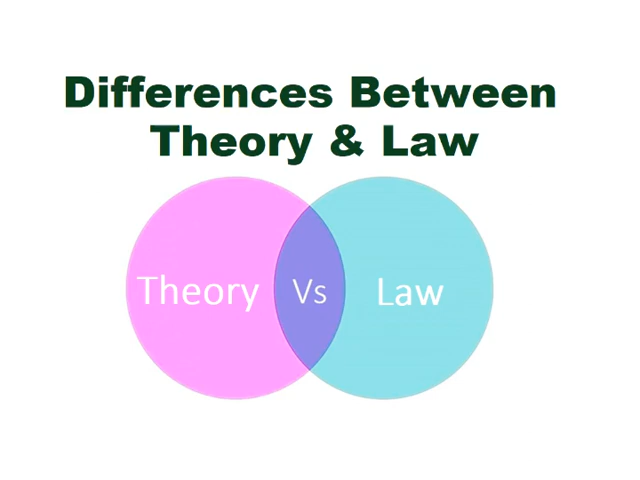 Differences Between
Theory & Law
Theory Vs Law